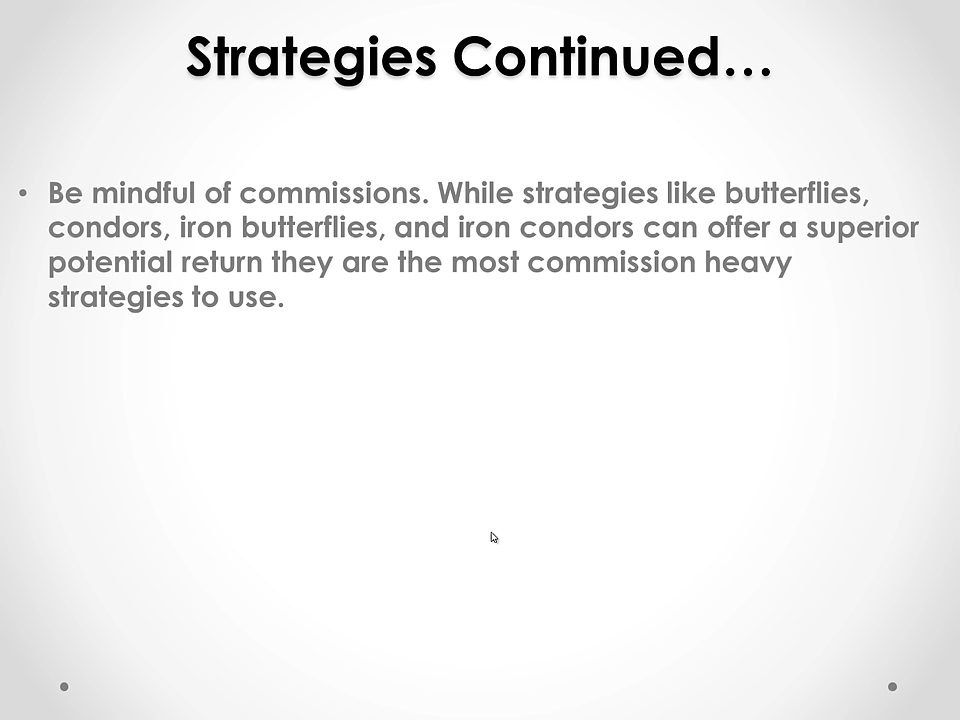 Strategies Continued…
• Be mindful of commissions. While strategies like butterflies,
condors, iron butterflies, and iron condors can offer a superior
potential return they are the most commission heavy
strategies to use.